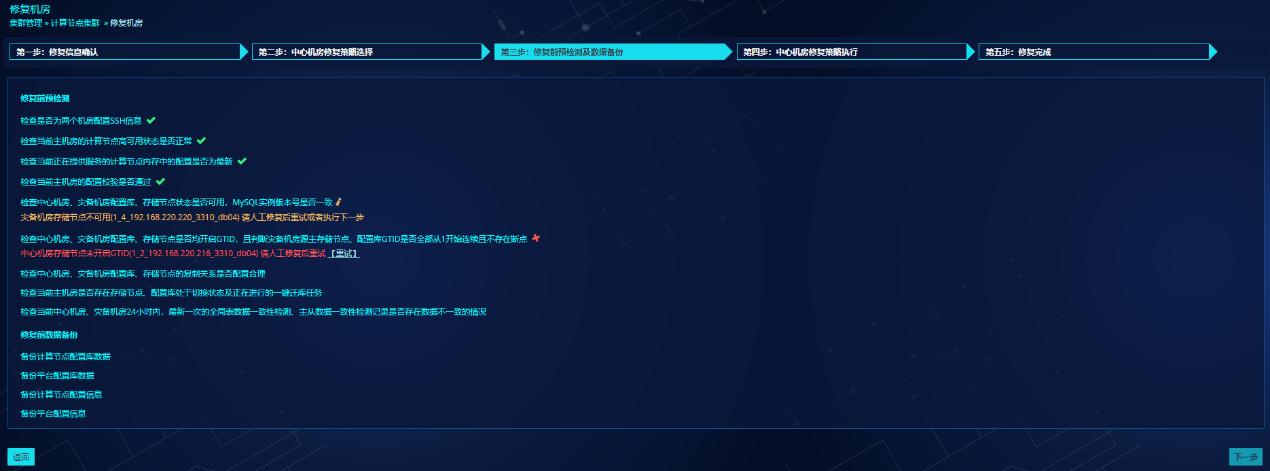 修复机房
集群管理 » 计算节点集群 » 修复机房
第一步：修复信息确认
第二步：中心机房修复策略选择
第三步：修复前预检测及数据备份
第四步：中心机房修复策略执行
第五步：修复完成
修复前预检测
检查是否为两个机房配置SSH信息
检查当前主机房的计算节点高可用状态是否正常
检查当前正在提供服务的计算节点内存中的配置是否为最新
检查当前主机房的配置校验是否通过
检查中心机房、灾备机房配置库、存储节点状态是否可用，MySQL实例版本号是否一致
灾备机房存储节点不可用(1_4_192.168.220.220_3310_db04) 请人工修复后重试或者执行下一步
检查中心机房、灾备机房配置库、存储节点是否均开启GTID，且判断灾备机房源主存储节点、配置库GTID是否全部从1开始连续且不存在断点
中心机房存储节点未开启GTID(1_2_192.168.220.216_3310_db04) 请人工修复后重试 【重试】
检查中心机房、灾备机房配置库、存储节点的复制关系是否配置合理
检查当前主机房是否存在存储节点、配置库处于切换状态及正在进行的一键迁库任务
检查当前中心机房、灾备机房24小时内，最新一次的全局表数据一致性检测、主从数据一致性检测记录是否存在数据不一致的情况
修复前数据备份
备份计算节点配置库数据
备份平台配置库数据
备份计算节点配置信息
备份平台配置信息
返回
下一步